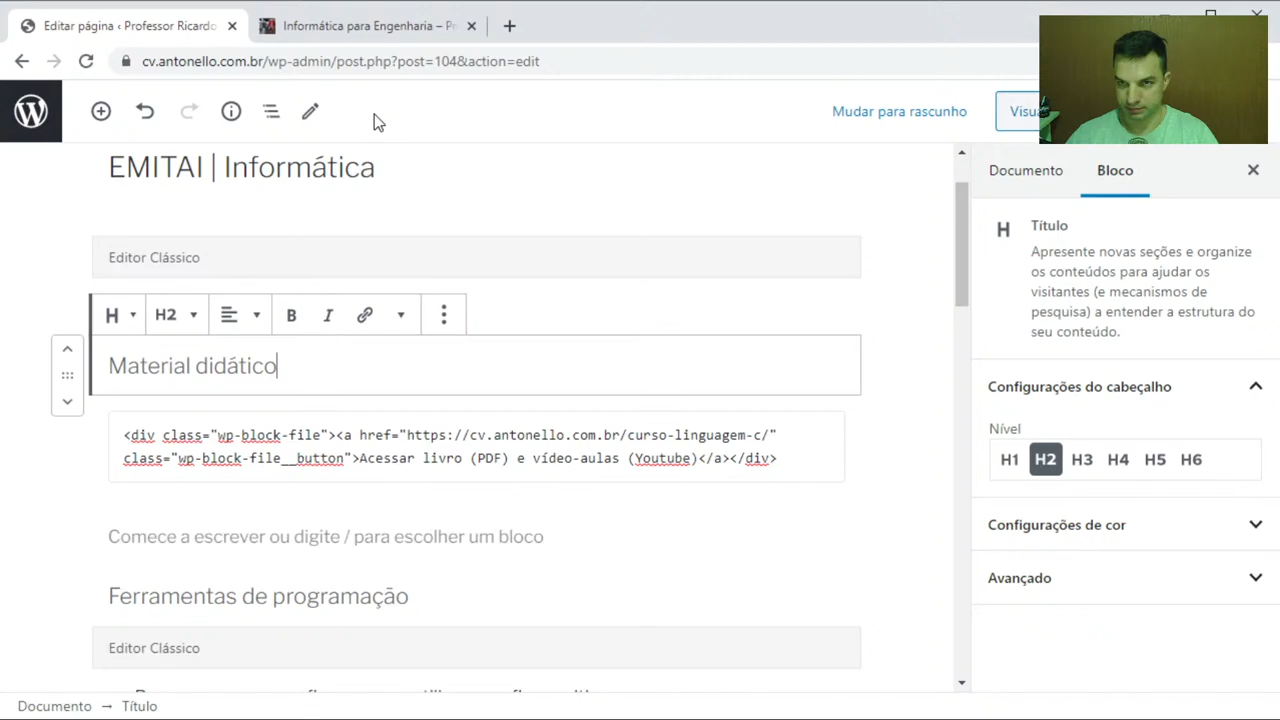 Editar página ‹ Professor Ricardo
Informática para Engenharia – P
cv.antonello.com.br/wp-admin/post.php?post=104&action=edit
Mudar para rascunho
EMITAI | Informática
Documento
Bloco
Título
Apresente novas seções e organize
os conteúdos para ajudar os
visitantes (e mecanismos de
pesquisa) a entender a estrutura do
seu conteúdo.
Editor Clássico
H
H2
B
I
Material didático
<div class="wp-block-file"><a href="https://cv.antonello.com.br/curso-linguagem-c/"
class="wp-block-file__button">Acessar livro (PDF) e vídeo-aulas (Youtube)</a></div>
Comece a escrever ou digite / para escolher um bloco
Ferramentas de programação
Editor Clássico
Configurações do cabeçalho
Nível
H1 H2 H3 H4 H5 H6
Configurações de cor
Avançado
Documento → Título